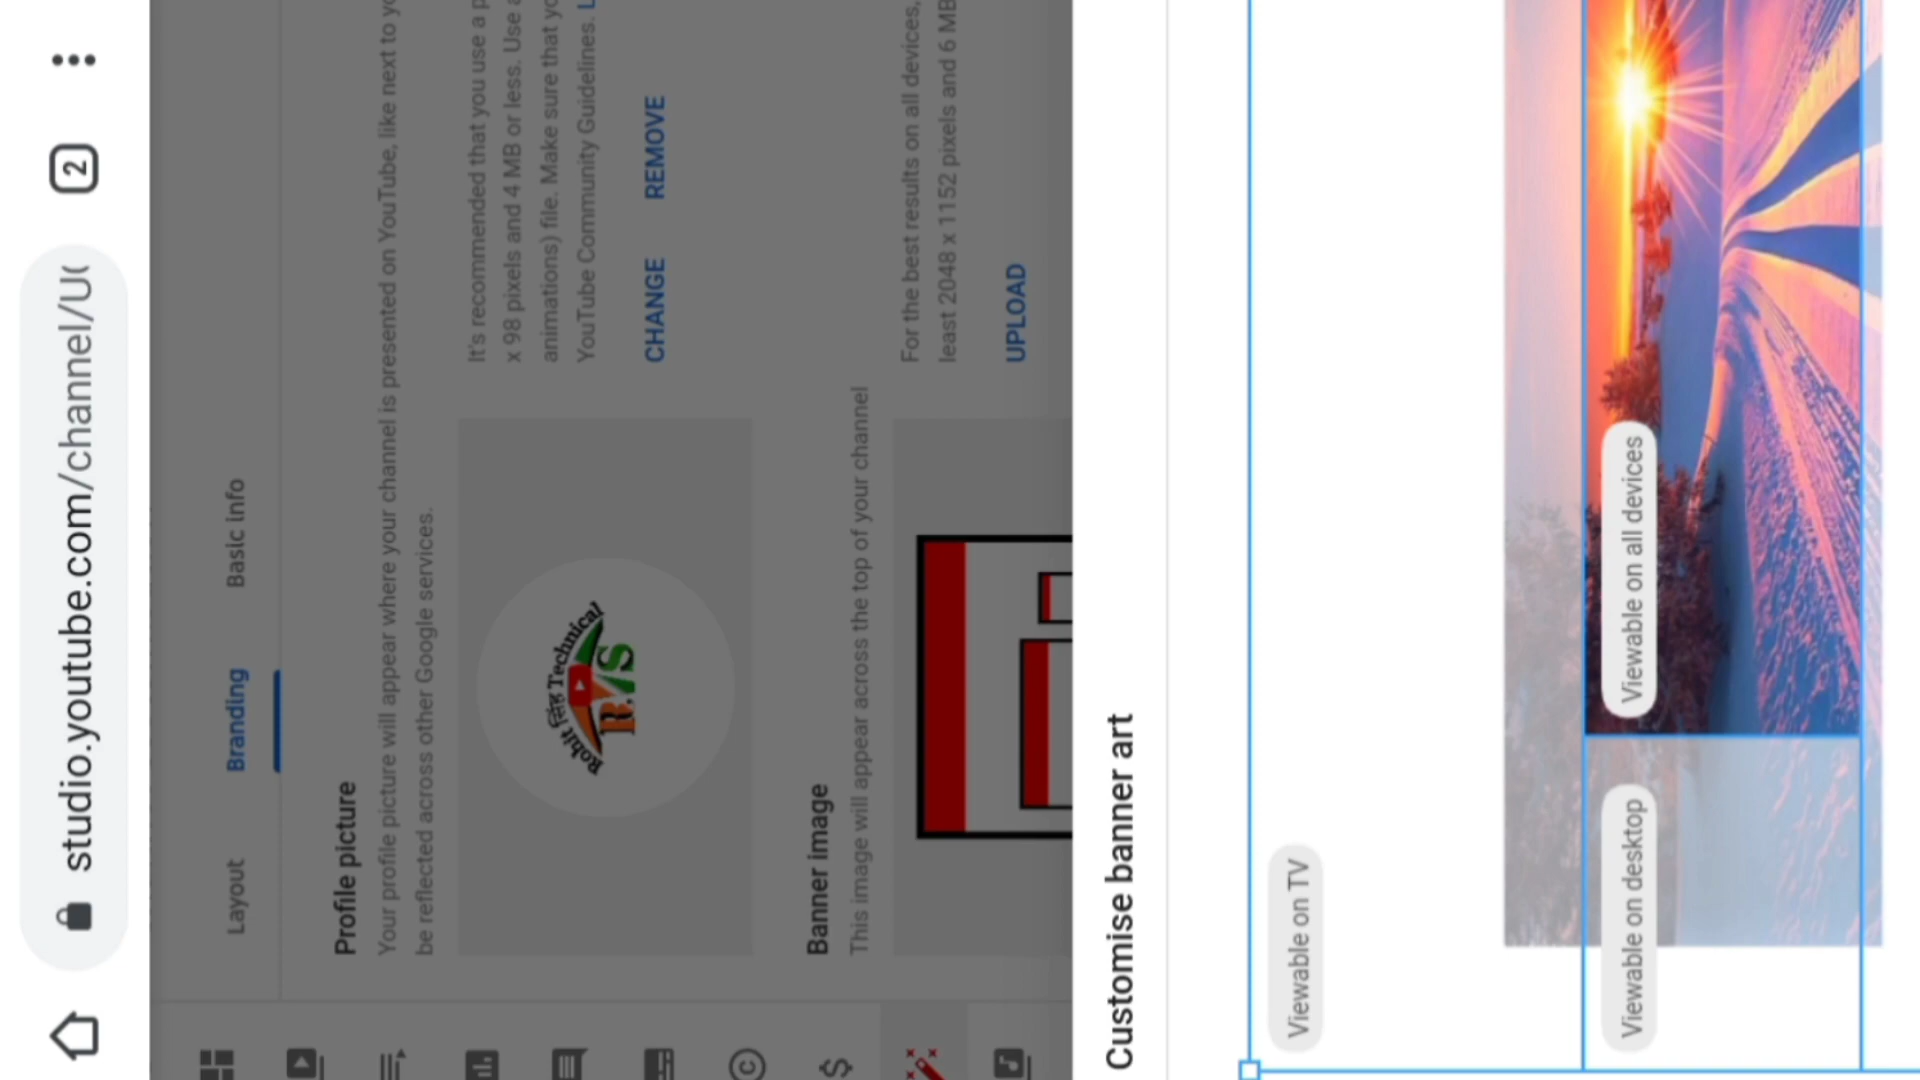 2
studio.youtube.com/channel/U
Layout
Branding
Basic info
Profile picture
Your profile picture will appear where your channel is presented on YouTube, like next to
be reflected across other Google services.
Rohit सिंह Technical
RMS
It's recommended that you use a
x 98 pixels and 4 MB or less. Use
animations) file. Make sure that
YouTube Community Guidelines.
CHANGE
REMOVE
Banner image
This image will appear across the top of your channel
For the best results on all devices,
least 2048 x 1152 pixels and 6 MB
UPLOAD
Customise banner art
Viewable on TV
Viewable on desktop
Viewable on all devices